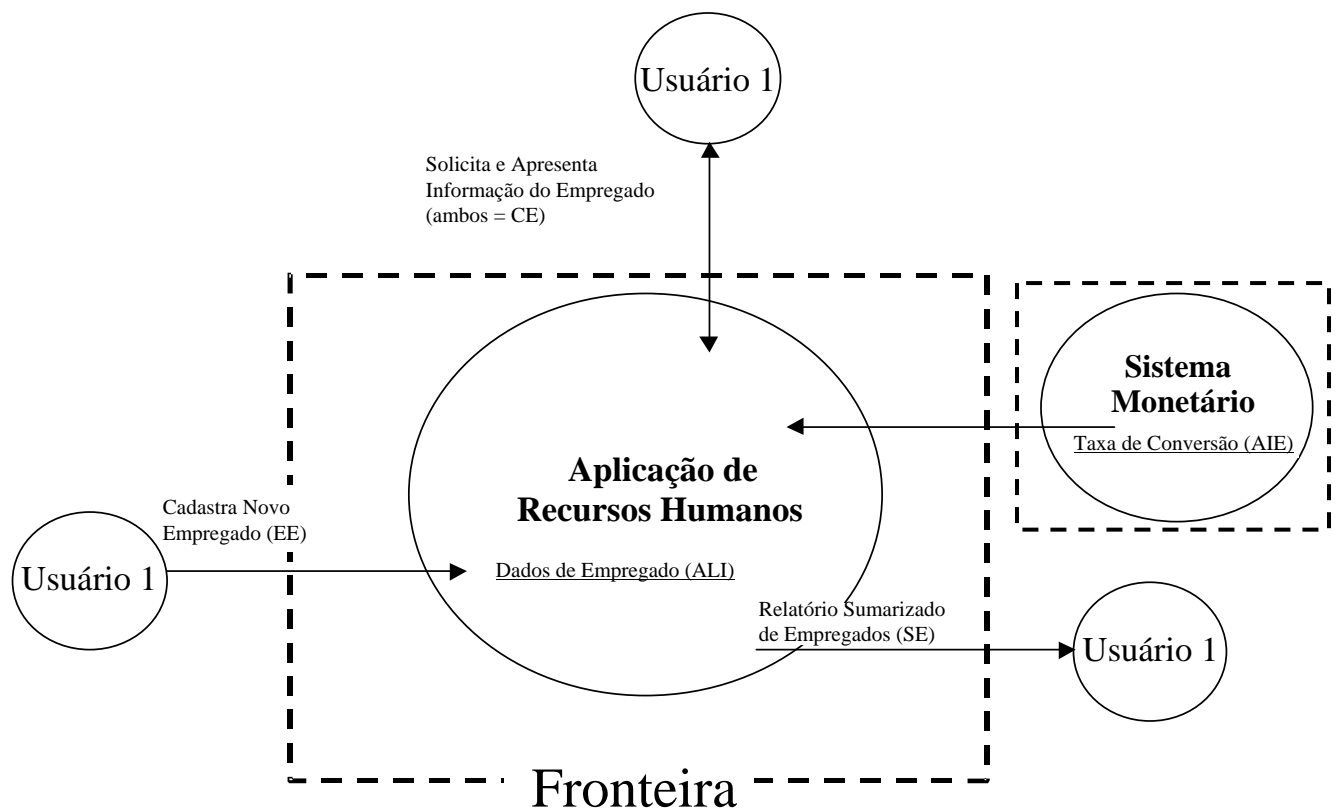 Usuário 1
Solicita e Apresenta
Informação do Empregado
(ambos = CE)
Sistema
Monetário
Taxa de Conversão (AIE)
Aplicação de
Recursos Humanos
Dados de Empregado (ALI)
Cadastra Novo
Empregado (EE)
Usuário 1
Relatório Sumarizado
de Empregados (SE)
Usuário 1
Fronteira